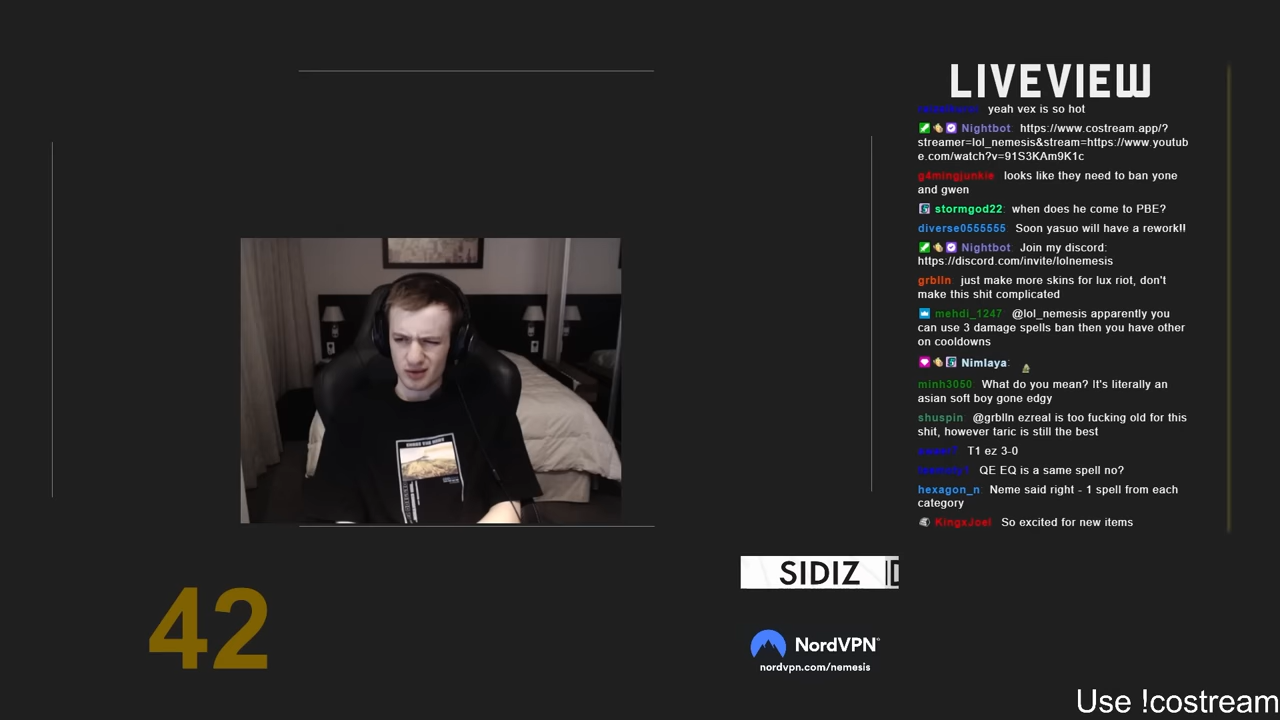 LIVEVIEW
yeah vex is so hot
Nightbot https://www.costream.app/?
streamer=lol_nemesis&stream=https://www.youtub
e.com/watch?v=91S3KAm9K1c
g4mingjunkie looks like they need to ban yone
and gwen
stormgod22: when does he come to PBE?
diverse0555555 Soon yasuo will have a rework!!
Nightbot Join my discord:
https://discord.com/invite/lolnemesis
grblln just make more skins for lux riot, don't
make this shit complicated
mehdi_1247 @lol_nemesis apparently you
can use 3 damage spells ban then you have other
on cooldowns
Nimlaya:
minh3050 What do you mean? It's literally an
asian soft boy gone edgy
shuspin @grblln ezreal is too fucking old for this
shit, however taric is still the best
T1 ez 3-0
QE EQ is a same spell no?
hexagon_n: Neme said right - 1 spell from each
category
KingxJoel So excited for new items
SIDIZ
42
NordVPN
nordvpn.com/nemesis
Use !costream